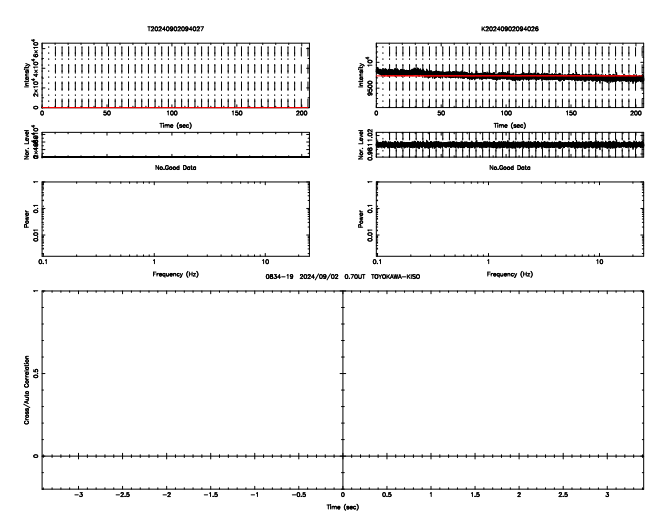 T20240902094027
K20240902094026
Intensity
0
2×10⁴
4×10⁴
6×10⁴
0
50
100
150
200
Time (sec)
Intensity
9500
10⁴
0
50
100
150
200
Time (sec)
Nor. Level
Nor. Level
0.98
1
1.02
No.Good Data
No.Good Data
Power
1
0.1
0.01
0.1
1
10
Frequency (Hz)
Power
1
0.1
0.01
0.1
1
10
Frequency (Hz)
0834-19 2024/09/02 0.70UT TOYOKAWA-KISO
Cross/Auto Correlation
1
0.5
0
-3
-2.5
-2
-1.5
-1
-0.5
0
0.5
1
1.5
2
2.5
3
Time (sec)